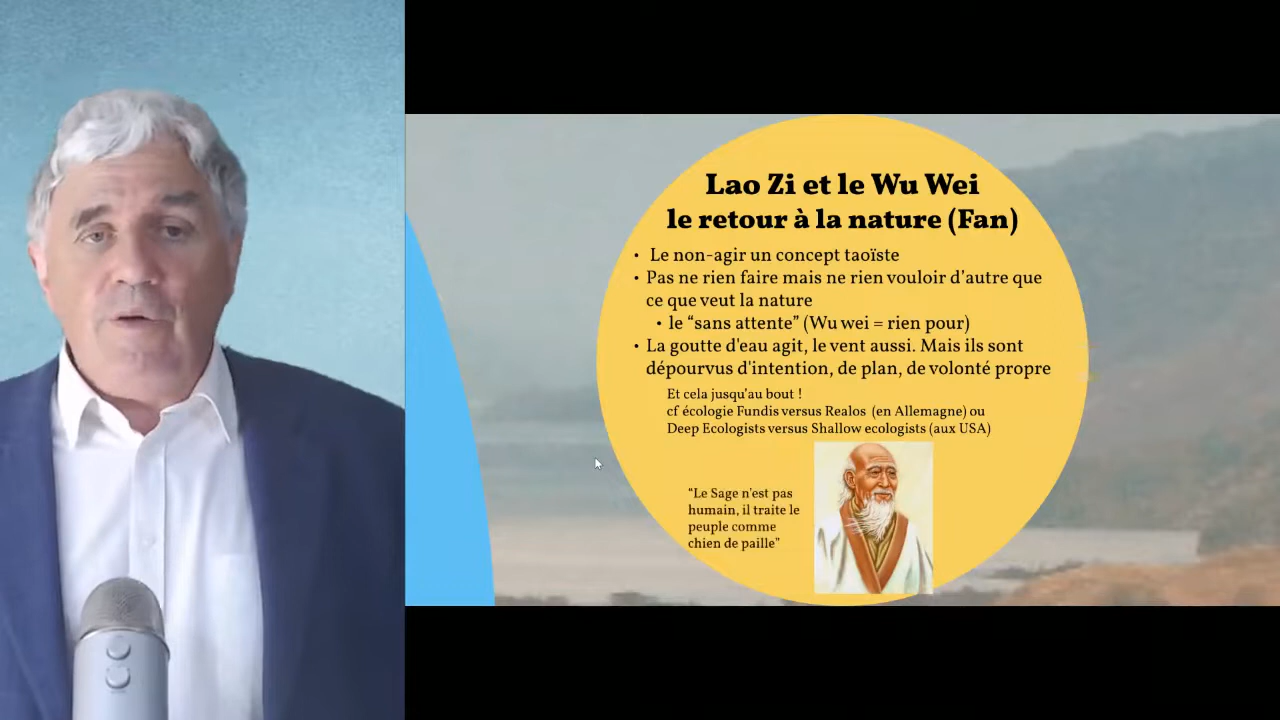 Lao Zi et le Wu Wei
le retour à la nature (Fan)
• Le non-agir un concept taoïste
• Pas ne rien faire mais ne rien vouloir d'autre que
ce que veut la nature
• le “sans attente” (Wu wei = rien pour)
• La goutte d'eau agit, le vent aussi. Mais ils sont
dépourvus d'intention, de plan, de volonté propre
Et cela jusqu'au bout !
cf écologie Fundis versus Realos (en Allemagne) ou
Deep Ecologists versus Shallow ecologists (aux USA)
“Le Sage n'est pas
humain, il traite le
peuple comme
chien de paille”